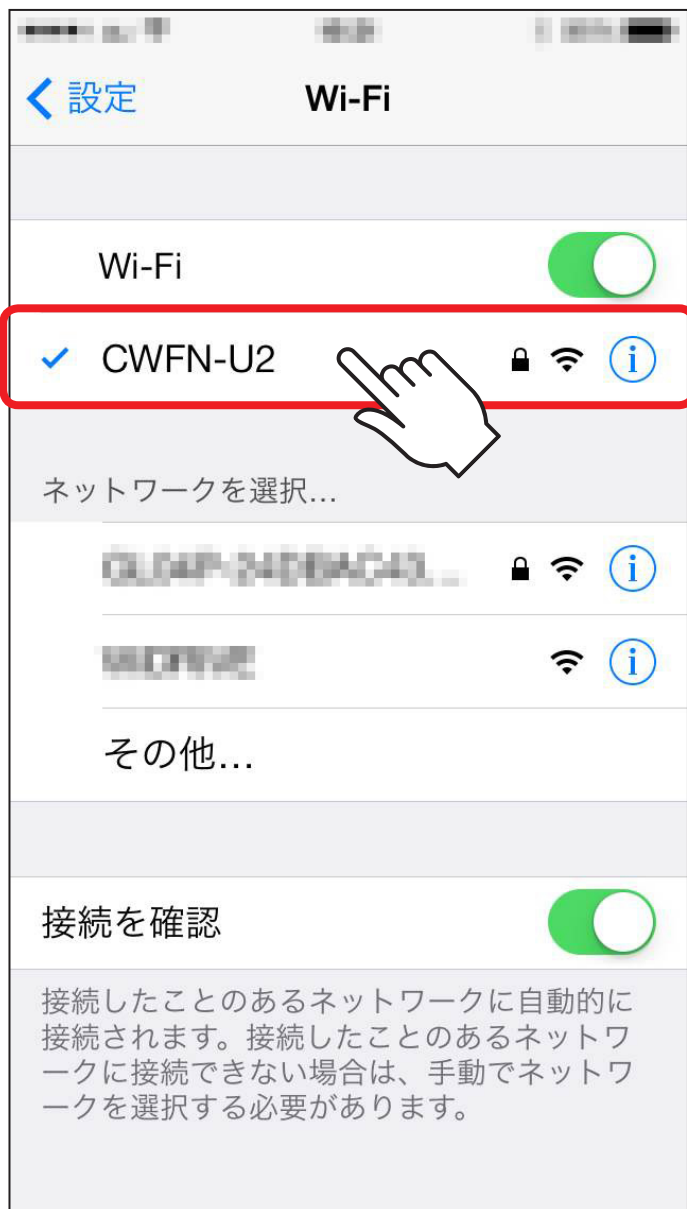 設定
Wi-Fi
Wi-Fi
CWFN-U2
ネットワークを選択...
その他...
接続を確認
接続したことのあるネットワークに自動的に
接続されます。接続したことのあるネットワ
ークに接続できない場合は、手動でネットワ
ークを選択する必要があります。